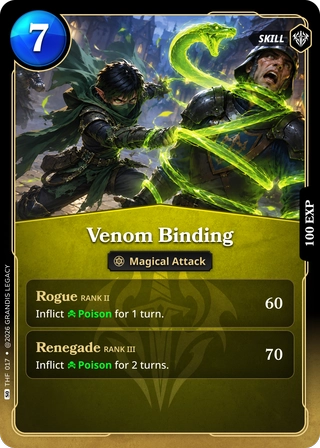 7
SKILL
100 EXP
Venom Binding
Magical Attack
Rogue RANK II
60
Inflict Poison for 1 turn.
Renegade RANK III
70
Inflict Poison for 2 turns.
THF 017 • @2026 GRANDIS LEGACY